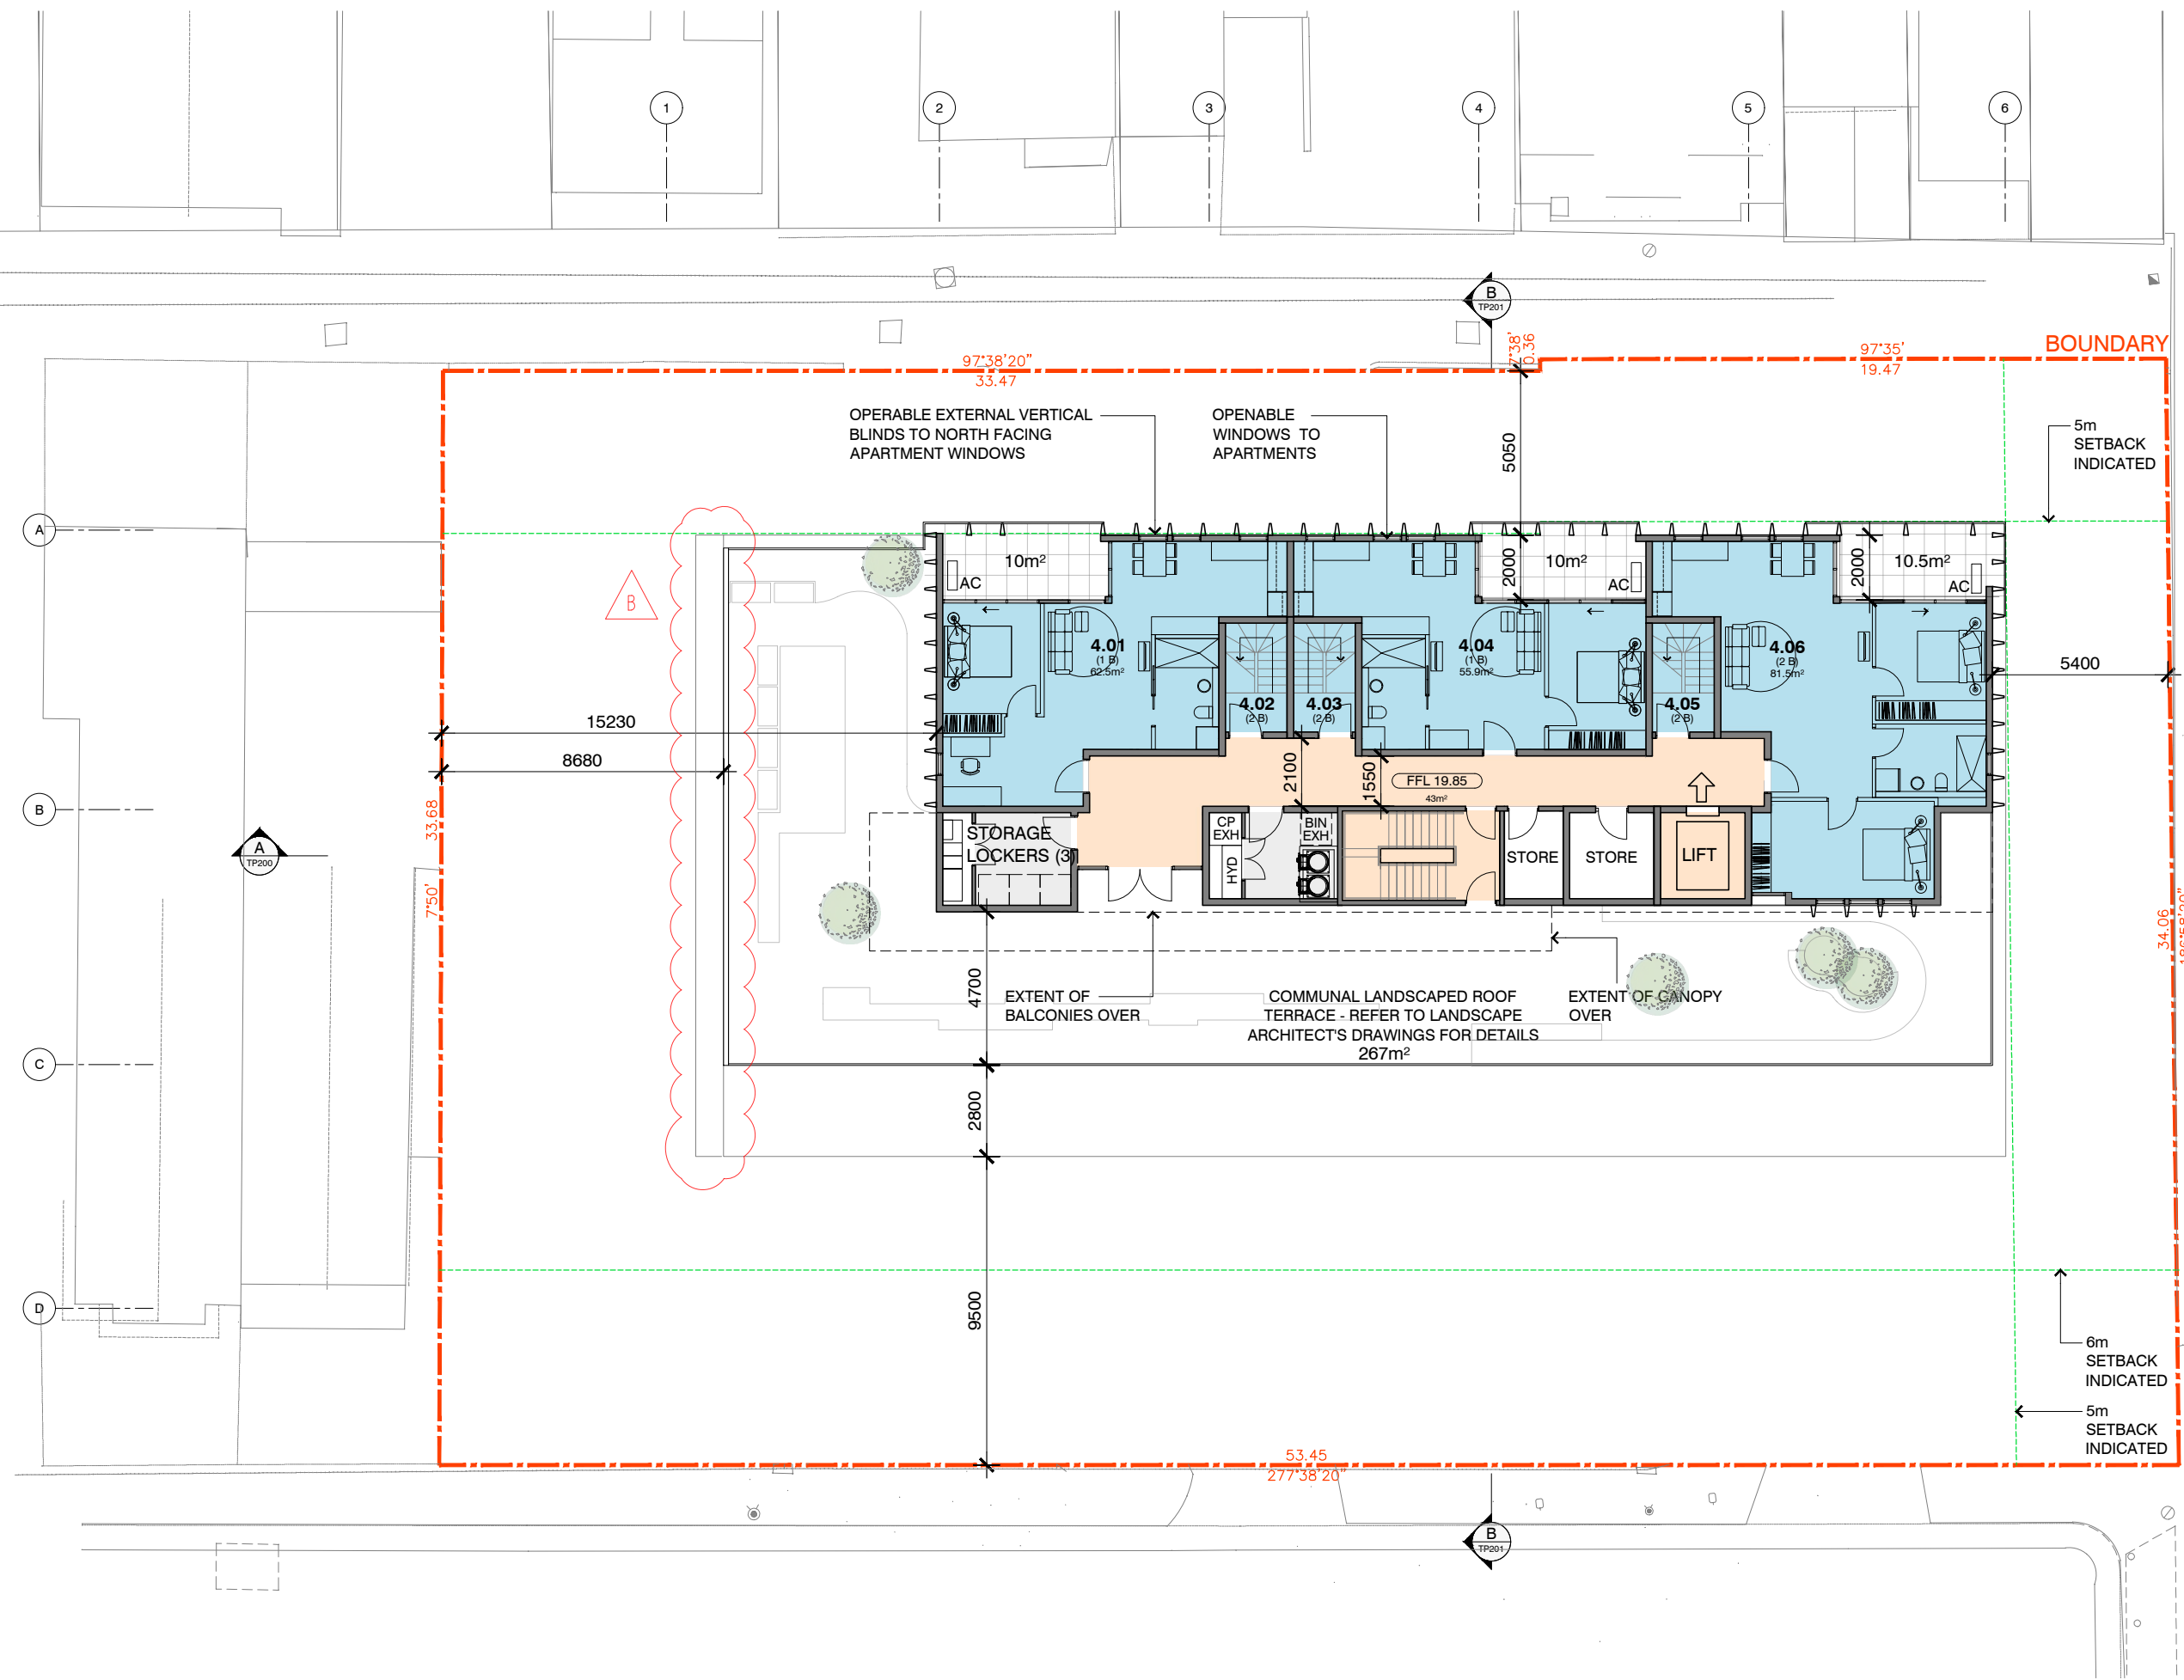 1
2
3
4
5
6
B
TP201
BOUNDARY
97°38'20"
33.47
7°38'
0.36
97°35'
19.47
OPERABLE EXTERNAL VERTICAL
BLINDS TO NORTH FACING
APARTMENT WINDOWS
OPENABLE
WINDOWS TO
APARTMENTS
5050
5m
SETBACK
INDICATED
A
10m²
AC
2000
10m²
AC
2000
10.5m²
AC
B
4.01
(1 B)
62.5m²
4.02
(2 B)
4.03
(2 B)
4.04
(1 B)
55.9m²
4.05
(2 B)
4.06
(2 B)
81.5m²
5400
15230
8680
2100
1550
FFL 19.85
43m²
B
33.68
7°50'
A
TP200
STORAGE
LOCKERS (3)
CP
EXH
HYD
BIN
EXH
STORE
STORE
LIFT
34.06
4700
EXTENT OF
BALCONIES OVER
COMMUNAL LANDSCAPED ROOF
TERRACE - REFER TO LANDSCAPE
ARCHITECT'S DRAWINGS FOR DETAILS
267m²
EXTENT OF CANOPY
OVER
C
2800
D
9500
6m
SETBACK
INDICATED
5m
SETBACK
INDICATED
53.45
277°38'20"
B
TP201